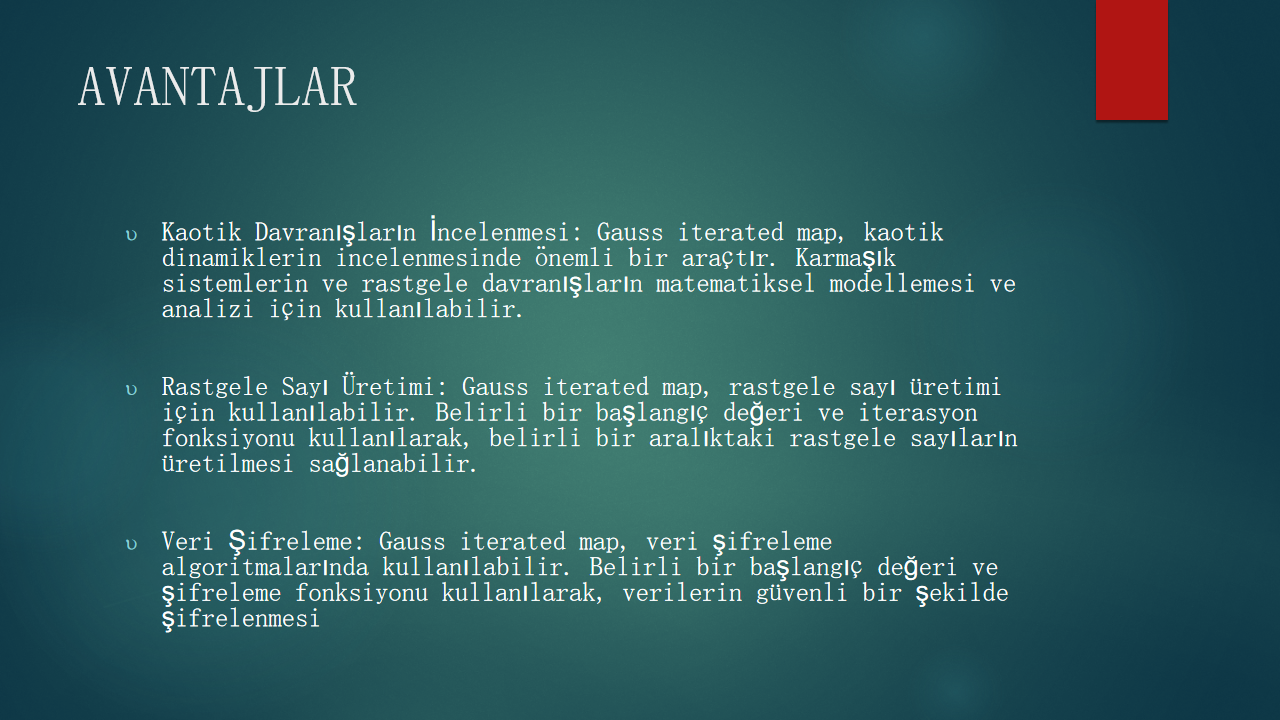 AVANTAJLAR
Kaotik Davranışların İncelenmesi: Gauss iterated map, kaotik
dinamiklerin incelenmesinde önemli bir araçtır. Karmaşık
sistemlerin ve rastgele davranışların matematiksel modellemesi ve
analizi için kullanılabilir.
Rastgele Sayı Üretimi: Gauss iterated map, rastgele sayı üretimi
için kullanılabilir. Belirli bir başlangıç değeri ve iterasyon
fonksiyonu kullanılarak, belirli bir aralıktaki rastgele sayıların
üretilmesi sağlanabilir.
Veri Şifreleme: Gauss iterated map, veri şifreleme
algoritmalarında kullanılabilir. Belirli bir başlangıç değeri ve
şifreleme fonksiyonu kullanılarak, verilerin güvenli bir şekilde
şifrelenmesi